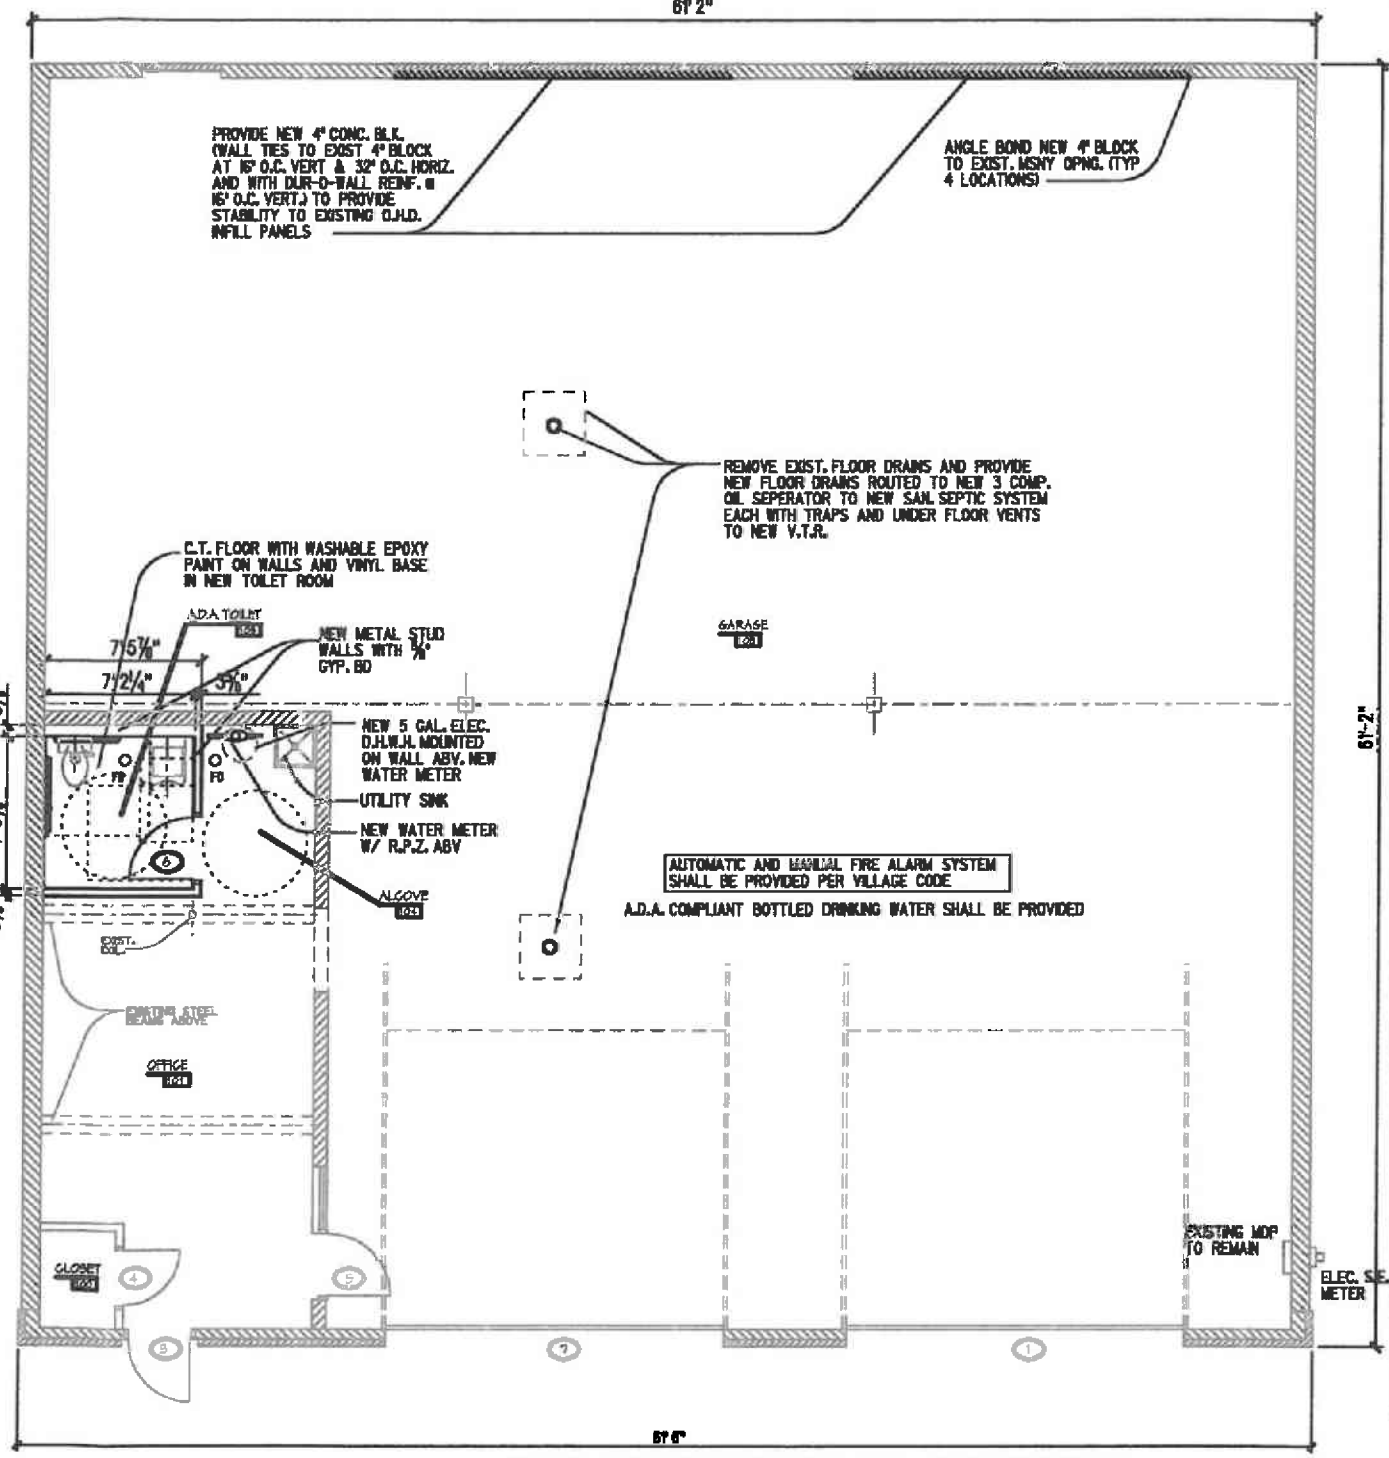 61' 2"
PROVIDE NEW 4" CONC. BLK.
(WALL TIES TO EXIST 4" BLOCK
AT 16" O.C. VERT & 32" O.C. HORIZ.
AND WITH DUR-O-WALL REINF. @
16" O.C. VERT.) TO PROVIDE
STABILITY TO EXISTING O.H.D.
INFILL PANELS
ANGLE BOND NEW 4" BLOCK
TO EXIST. MSNY OPNG. (TYP
4 LOCATIONS)
REMOVE EXIST. FLOOR DRAINS AND PROVIDE
NEW FLOOR DRAINS ROUTED TO NEW 3 COMP.
OIL SEPERATOR TO NEW SAN. SEPTIC SYSTEM
EACH WITH TRAPS AND UNDER FLOOR VENTS
TO NEW V.T.R.
C.T. FLOOR WITH WASHABLE EPOXY
PAINT ON WALLS AND VINYL BASE
IN NEW TOILET ROOM
A.D.A. TOILET
GARAGE
NEW METAL STUD
WALLS WITH 5/8"
GYP. BD
7'5⅞"
7'2¼"
3⅝"
61'-2"
NEW 5 GAL. ELEC.
D.H.W.H. MOUNTED
ON WALL ABV. NEW
WATER METER
UTILITY SINK
NEW WATER METER
W/ R.P.Z. ABV
FD
FD
6
ALCOVE
AUTOMATIC AND MANUAL FIRE ALARM SYSTEM
SHALL BE PROVIDED PER VILLAGE CODE
A.D.A. COMPLIANT BOTTLED DRINKING WATER SHALL BE PROVIDED
EXIST.
COL.
EXISTING STEEL
BEAMS ABOVE
OFFICE
CLOSET
4
5
EXISTING MDP
TO REMAIN
ELEC. S.E.
METER
3
1
61' 6"